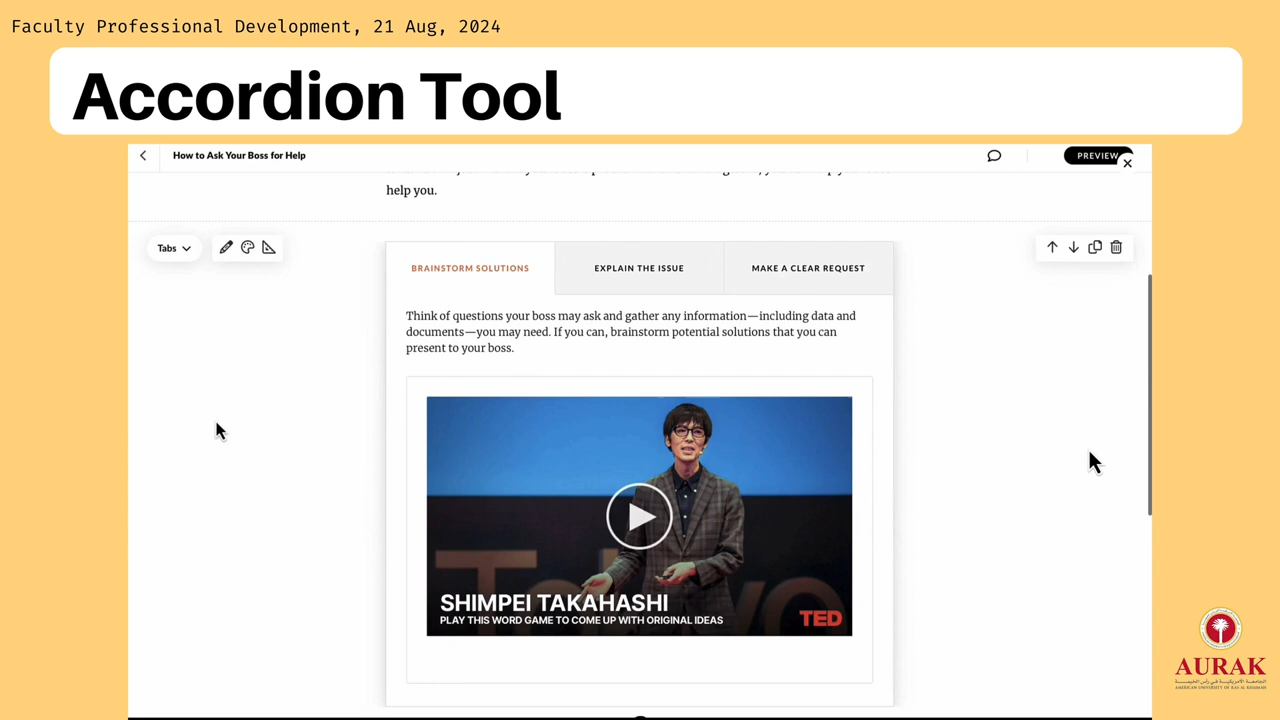 Faculty Professional Development, 21 Aug, 2024
Accordion Tool
How to Ask Your Boss for Help
PREVIEW
help you.
Tabs
BRAINSTORM SOLUTIONS
EXPLAIN THE ISSUE
MAKE A CLEAR REQUEST
Think of questions your boss may ask and gather any information—including data and
documents—you may need. If you can, brainstorm potential solutions that you can
present to your boss.
SHIMPEI TAKAHASHI
PLAY THIS WORD GAME TO COME UP WITH ORIGINAL IDEAS
TED
AURAK
AMERICAN UNIVERSITY OF RAS AL KHAIMAH